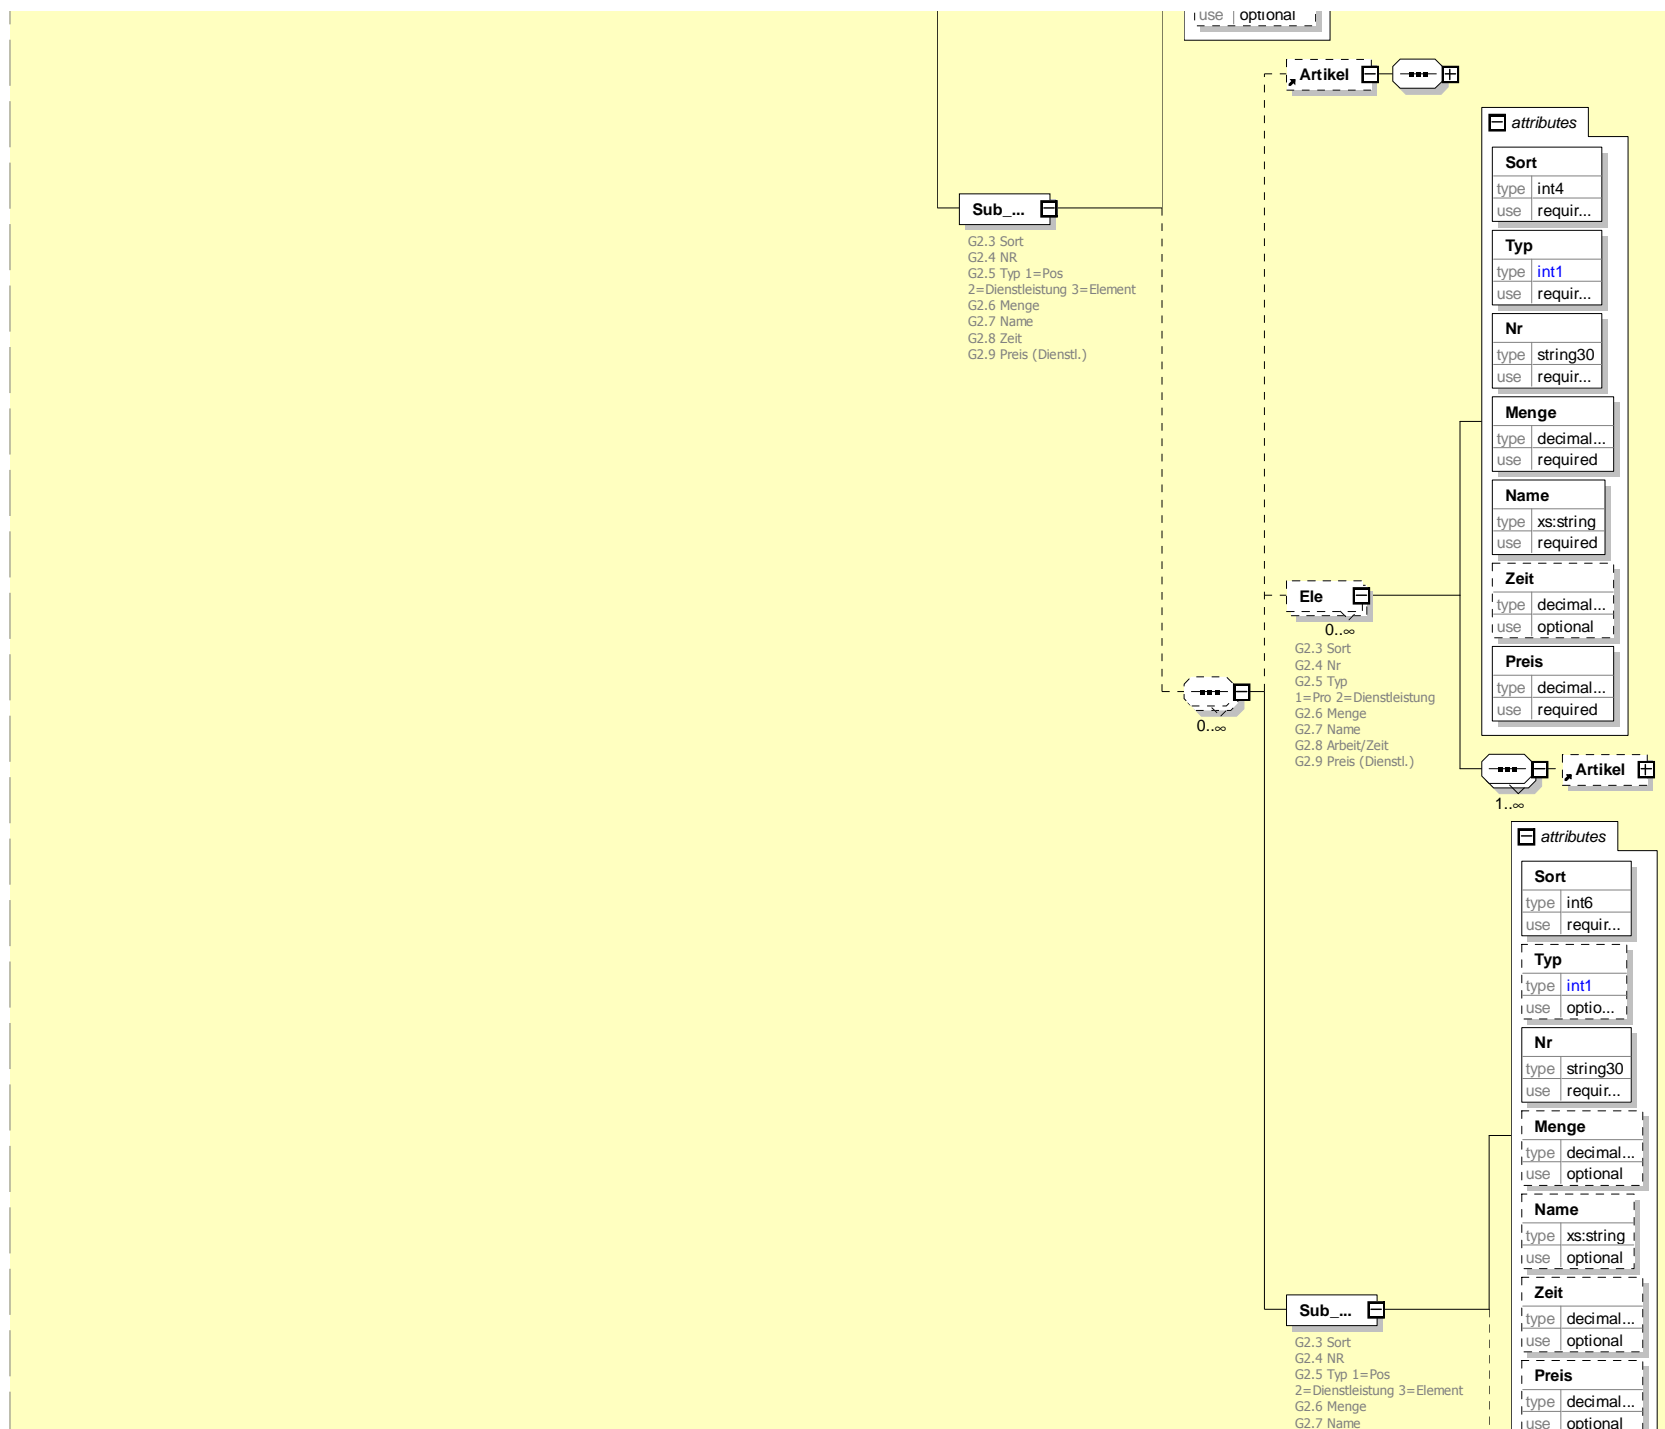 use optional
Artikel
attributes
Sort
type int4
use requir...
Sub_...
G2.3 Sort
G2.4 NR
G2.5 Typ 1=Pos
2=Dienstleistung 3=Element
G2.6 Menge
G2.7 Name
G2.8 Zeit
G2.9 Preis (Dienstl.)
Typ
type int1
use requir...
Nr
type string30
use requir...
Menge
type decimal...
use required
Name
type xs:string
use required
Zeit
type decimal...
use optional
Preis
type decimal...
use required
Ele
0..∞
G2.3 Sort
G2.4 Nr
G2.5 Typ
1=Pro 2=Dienstleistung
G2.6 Menge
G2.7 Name
G2.8 Arbeit/Zeit
G2.9 Preis (Dienstl.)
0..∞
Artikel
1..∞
attributes
Sort
type int6
use requir...
Typ
type int1
use optio...
Nr
type string30
use requir...
Menge
type decimal...
use optional
Name
type xs:string
use optional
Zeit
type decimal...
use optional
Preis
type decimal...
use optional
Sub_...
G2.3 Sort
G2.4 NR
G2.5 Typ 1=Pos
2=Dienstleistung 3=Element
G2.6 Menge
G2.7 Name